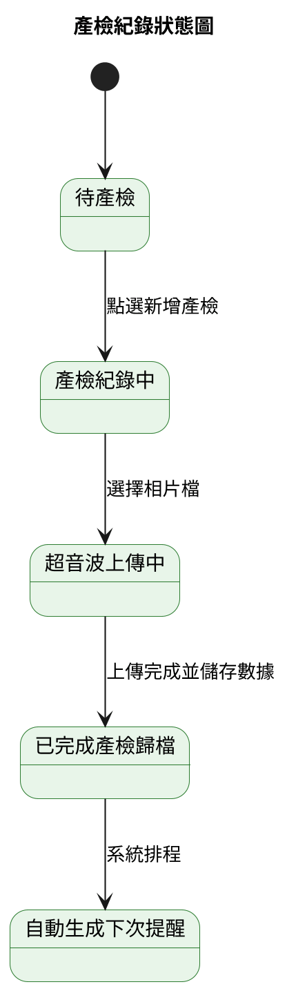 產檢紀錄狀態圖
待產檢
點選新增產檢
產檢紀錄中
選擇相片檔
超音波上傳中
上傳完成並儲存數據
已完成產檢歸檔
系統排程
自動生成下次提醒